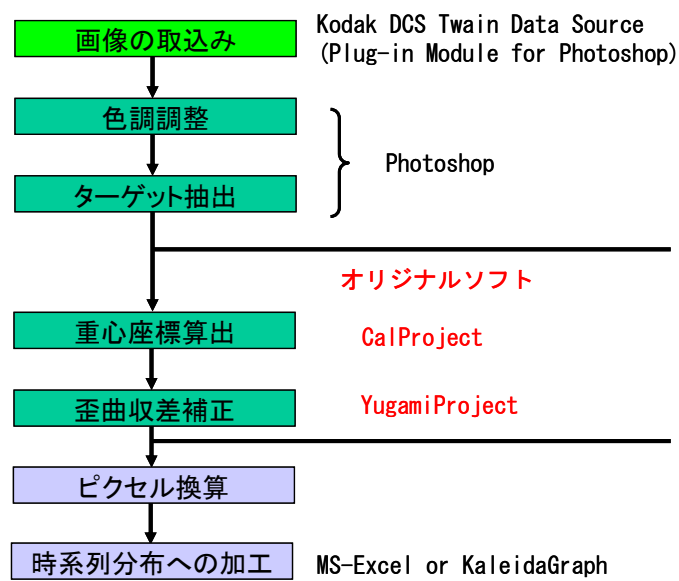 画像の取込み
Kodak DCS Twain Data Source
(Plug-in Module for Photoshop)
色調調整
Photoshop
ターゲット抽出
オリジナルソフト
重心座標算出
CalProject
歪曲収差補正
YugamiProject
ピクセル換算
時系列分布への加工
MS-Excel or KaleidaGraph